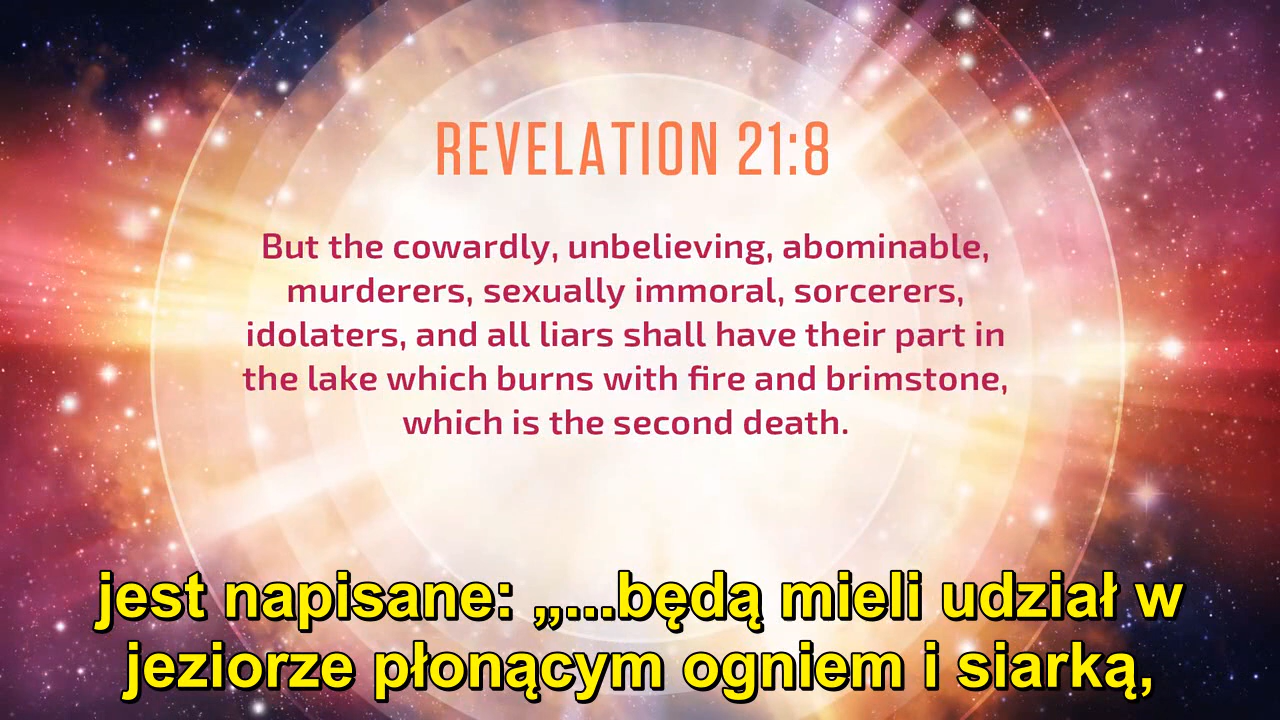 REVELATION 21:8
But the cowardly, unbelieving, abominable,
murderers, sexually immoral, sorcerers,
idolaters, and all liars shall have their part in
the lake which burns with fire and brimstone,
which is the second death.
jest napisane: „...będą mieli udział w
jeziorze płonącym ogniem i siarką,